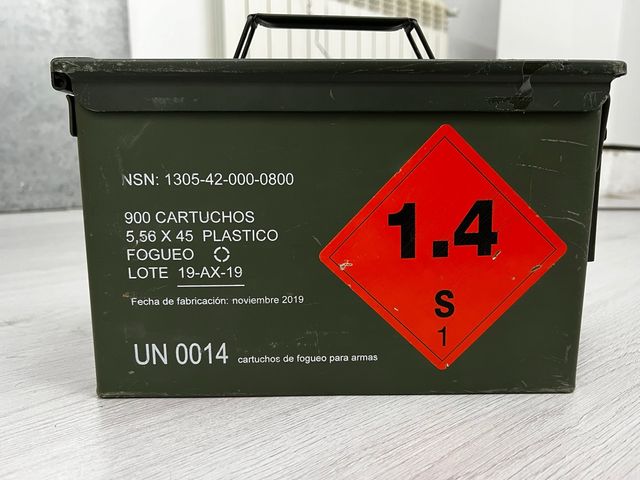 NSN: 1305-42-000-0800
900 CARTUCHOS
5,56 X 45 PLASTICO
FOGUEO
LOTE 19-AX-19
Fecha de fabricación: noviembre 2019
UN 0014 cartuchos de fogueo para armas
1.4
S
1